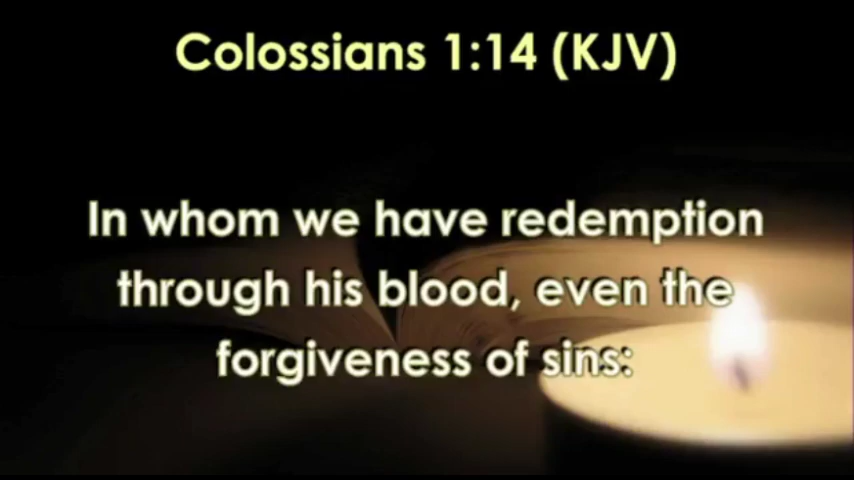 Colossians 1:14 (KJV)
In whom we have redemption
through his blood, even the
forgiveness of sins: